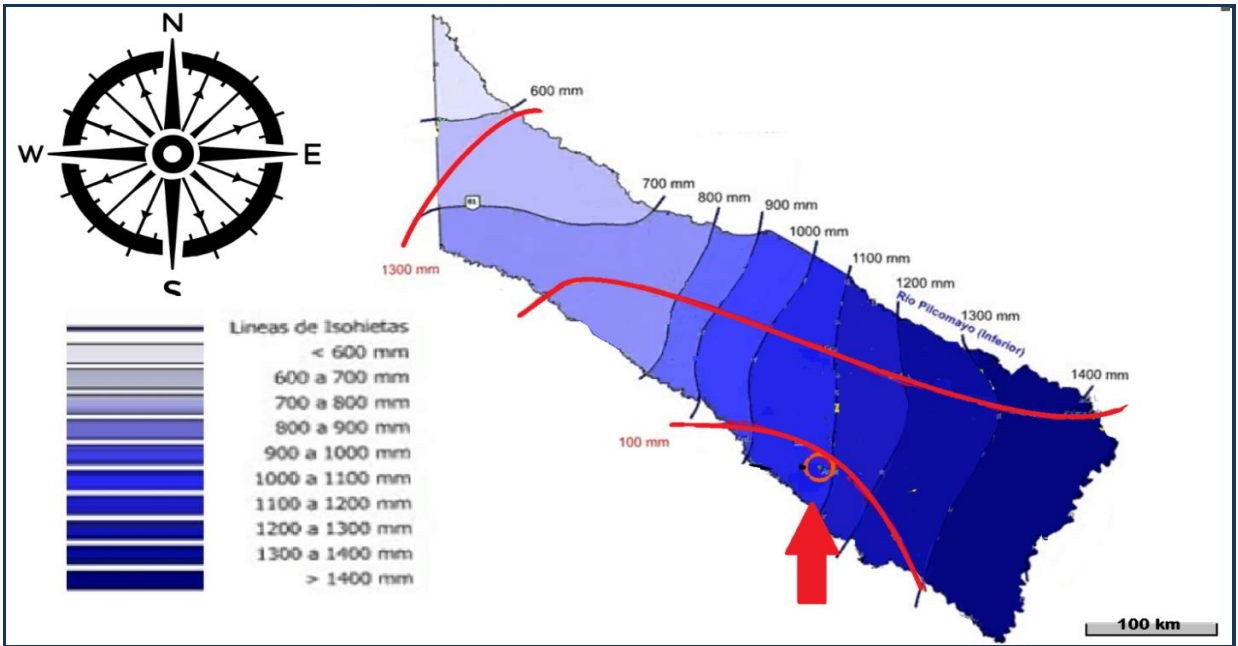 N
W
E
S
600 mm
700 mm
81
800 mm
900 mm
1000 mm
1100 mm
1200 mm
Río Pilcomayo (Inferior)
1300 mm
1400 mm
1300 mm
100 mm
Lineas de Isohietas
< 600 mm
600 a 700 mm
700 a 800 mm
800 a 900 mm
900 a 1000 mm
1000 a 1100 mm
1100 a 1200 mm
1200 a 1300 mm
1300 a 1400 mm
> 1400 mm
100 km